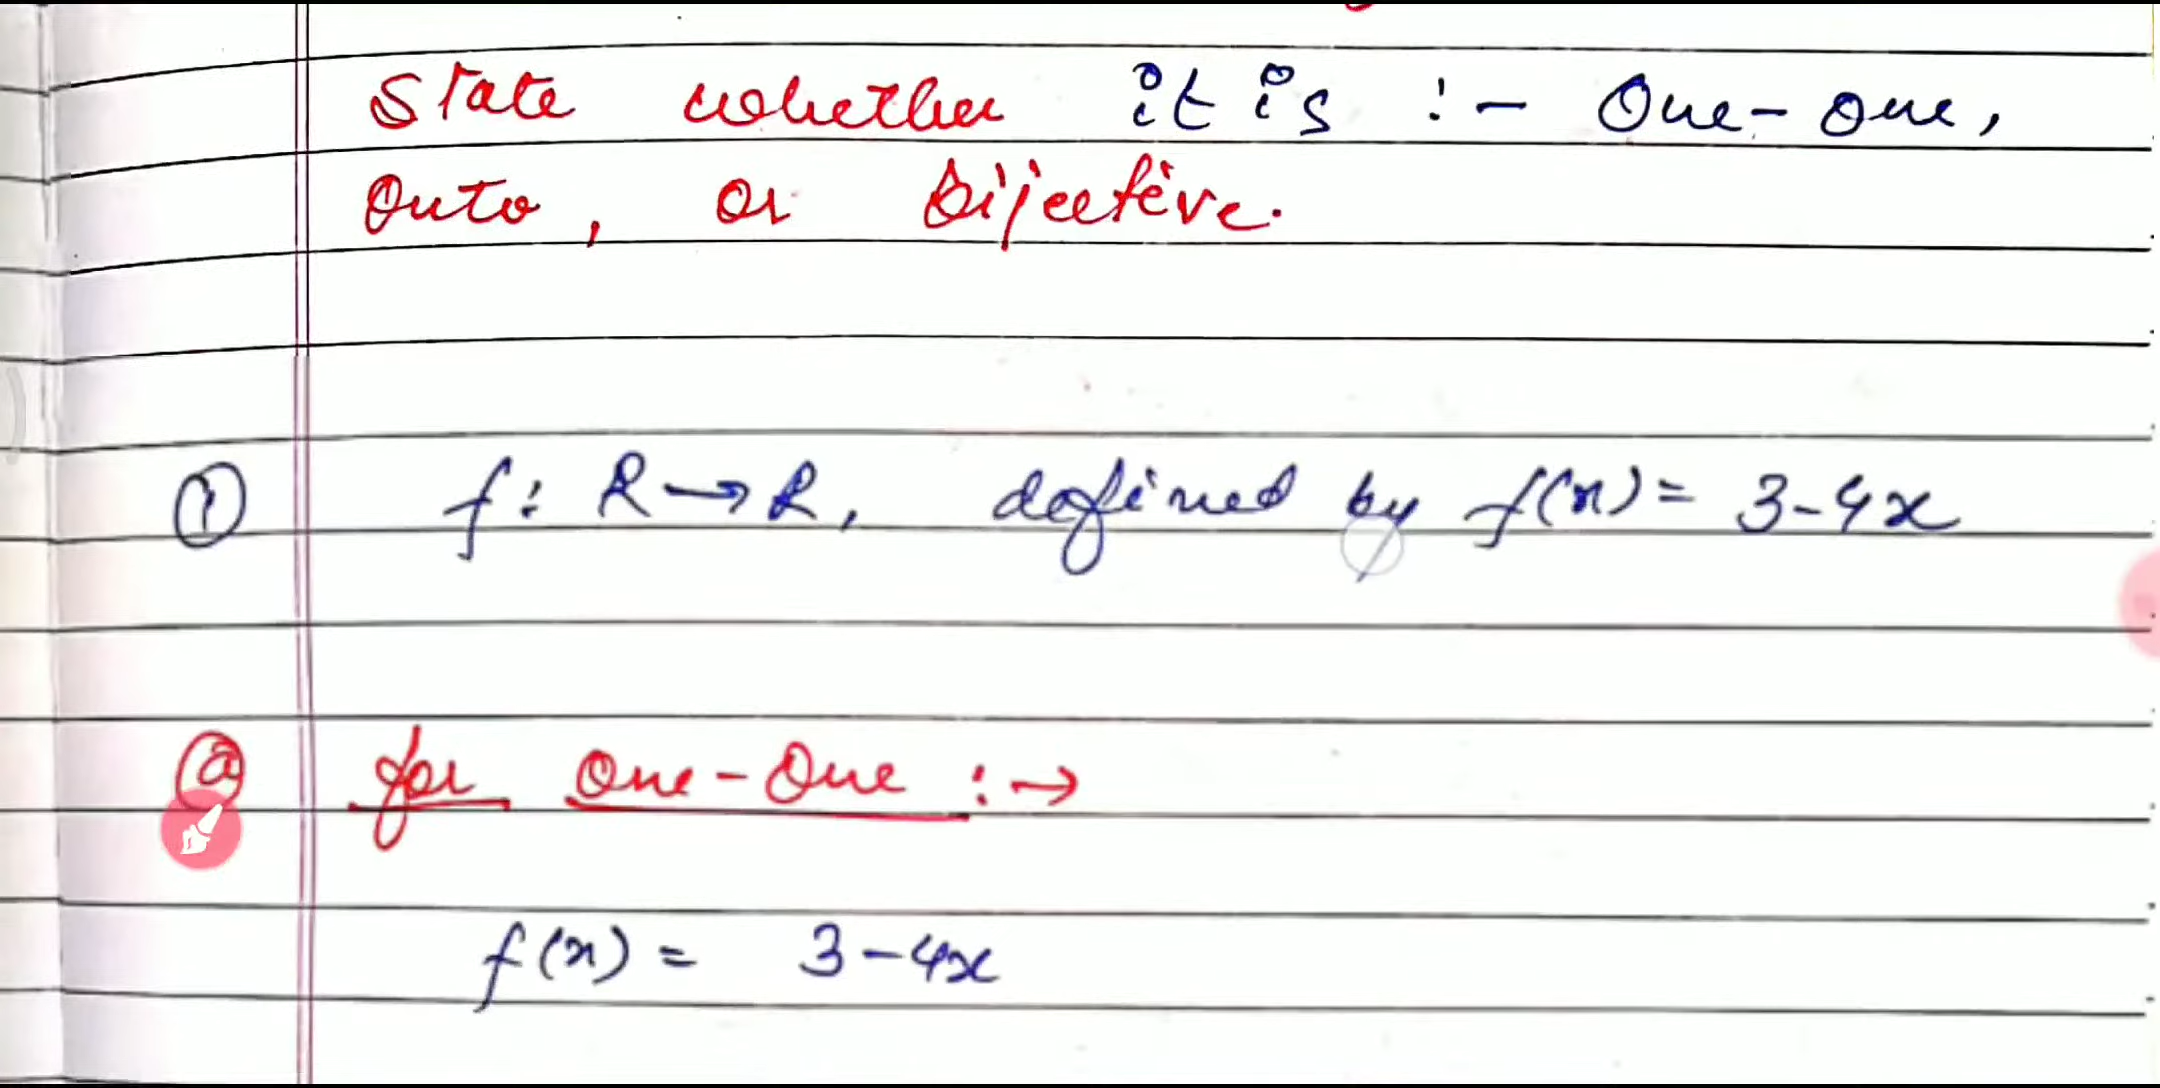 State whether it is :- One-One,
Onto, or bijective.
① f: R→R, defined by f(x) = 3-4x
ⓐ for One-One :→
f(x) = 3-4x